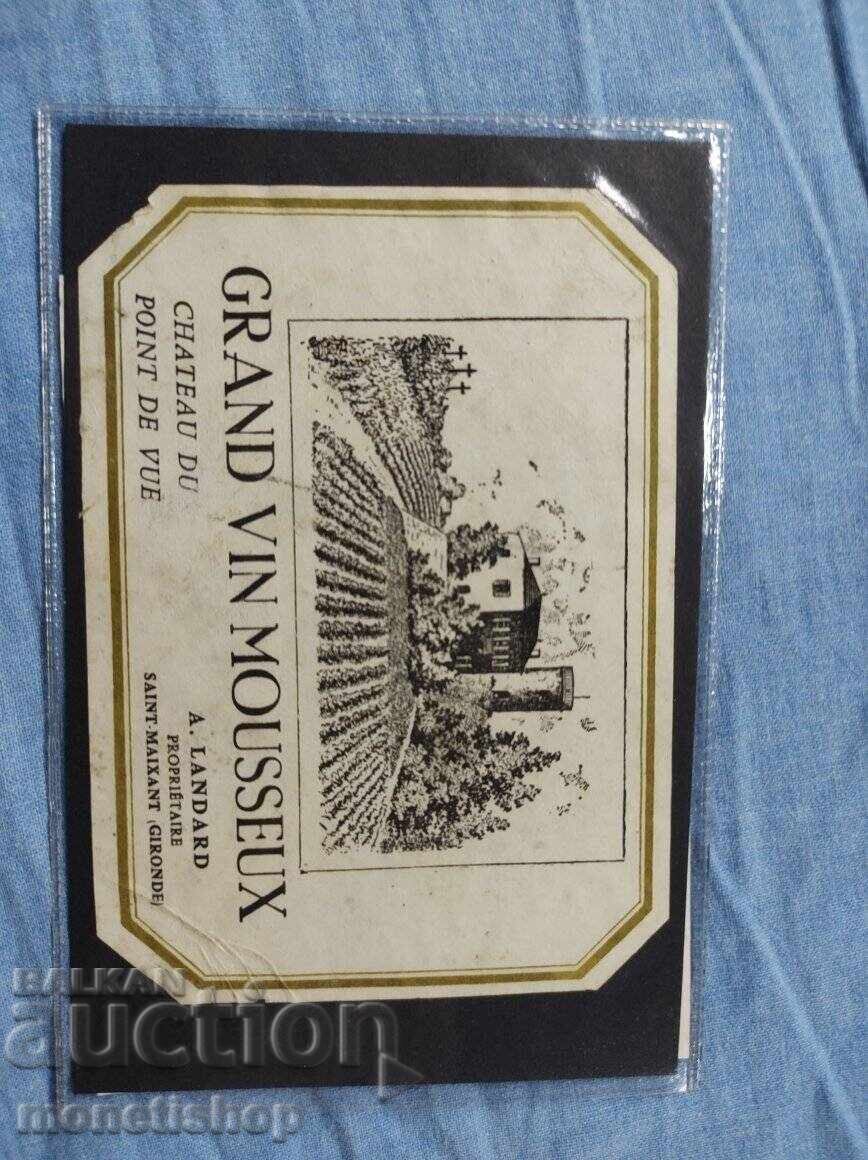 GRAND VIN MOUSSEUX
CHATEAU DU
POINT DE VUE
A. LANDARD
PROPRIÉTAIRE
SAINT-MAIXANT (GIRONDE)
BALKAN
auction
monetishop